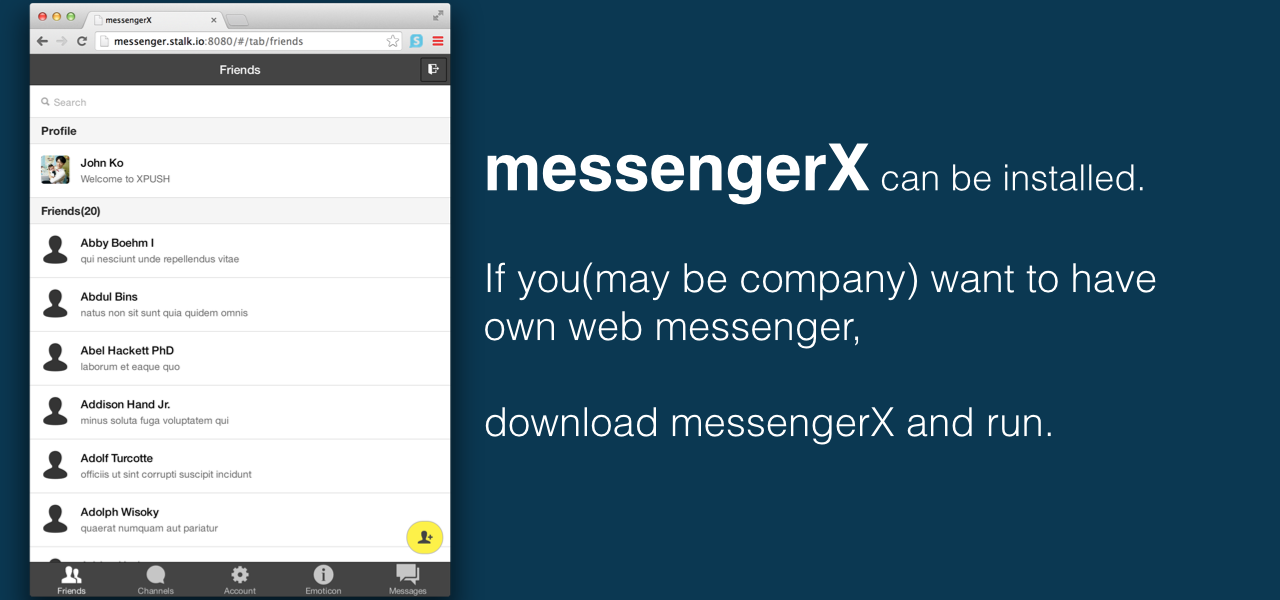 messengerX
messenger.stalk.io:8080/#/tab/friends
Friends
Search
Profile
John Ko
Welcome to XPUSH
Friends(20)
Abby Boehm I
qui nesciunt unde repellendus vitae
Abdul Bins
natus non sit sunt quia quidem omnis
Abel Hackett PhD
laborum et eaque quo
Addison Hand Jr.
minus soluta fuga voluptatem qui
Adolf Turcotte
officiis ut sint corrupti suscipit incidunt
Adolph Wisoky
quaerat numquam aut pariatur
Friends
Channels
Account
Emoticon
Messages
messengerX can be installed.
If you(may be company) want to have
own web messenger,
download messengerX and run.